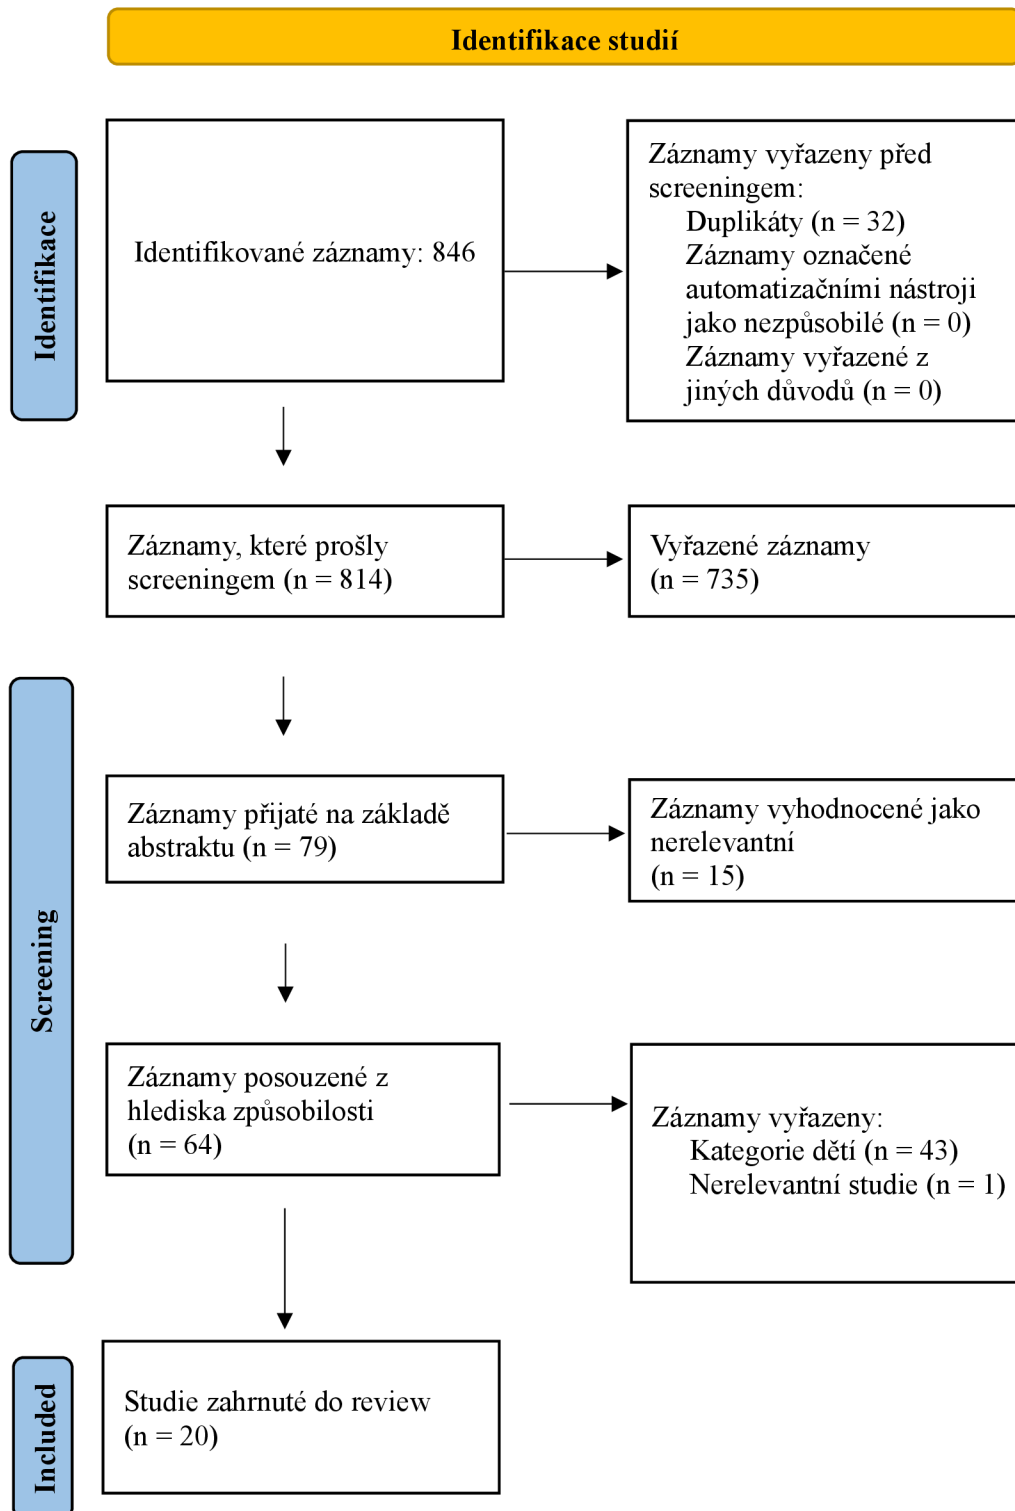 Identifikace studií
Identifikace
Identifikované záznamy: 846
Záznamy vyřazeny před
screeningem:
Duplikáty (n = 32)
Záznamy označené
automatizačními nástroji
jako nezpůsobilé (n = 0)
Záznamy vyřazené z
jiných důvodů (n = 0)
Záznamy, které prošly
screeningem (n = 814)
Vyřazené záznamy
(n = 735)
Screening
Záznamy přijaté na základě
abstraktu (n = 79)
Záznamy vyhodnocené jako
nerelevantní
(n = 15)
Záznamy posouzené z
hlediska způsobilosti
(n = 64)
Záznamy vyřazeny:
Kategorie dětí (n = 43)
Nerelevantní studie (n = 1)
Included
Studie zahrnuté do review
(n = 20)